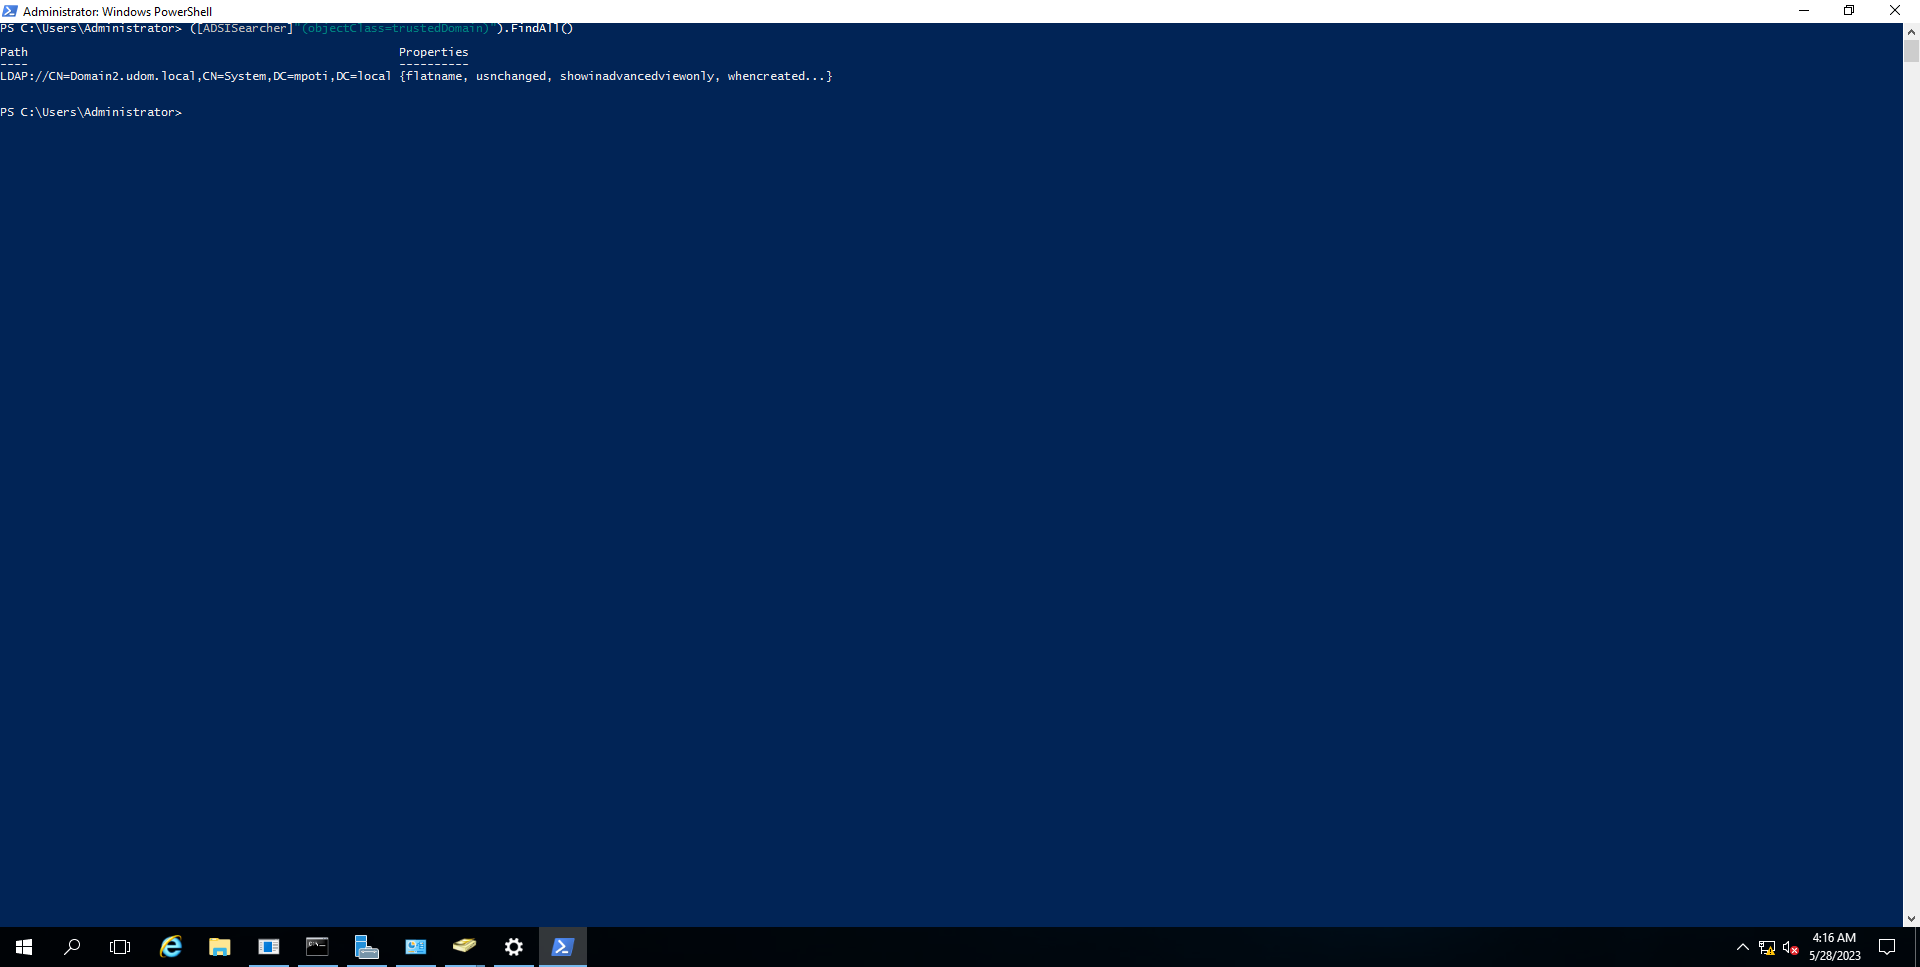 Administrator: Windows PowerShell
PS C:\Users\Administrator> ([ADSISearcher]"(objectClass=trustedDomain)").FindAll()
Path Properties
---- ----------
LDAP://CN=Domain2.udom.local,CN=System,DC=mpoti,DC=local {flatname, usnchanged, showinadvancedviewonly, whencreated...}
PS C:\Users\Administrator>
4:16 AM
5/28/2023